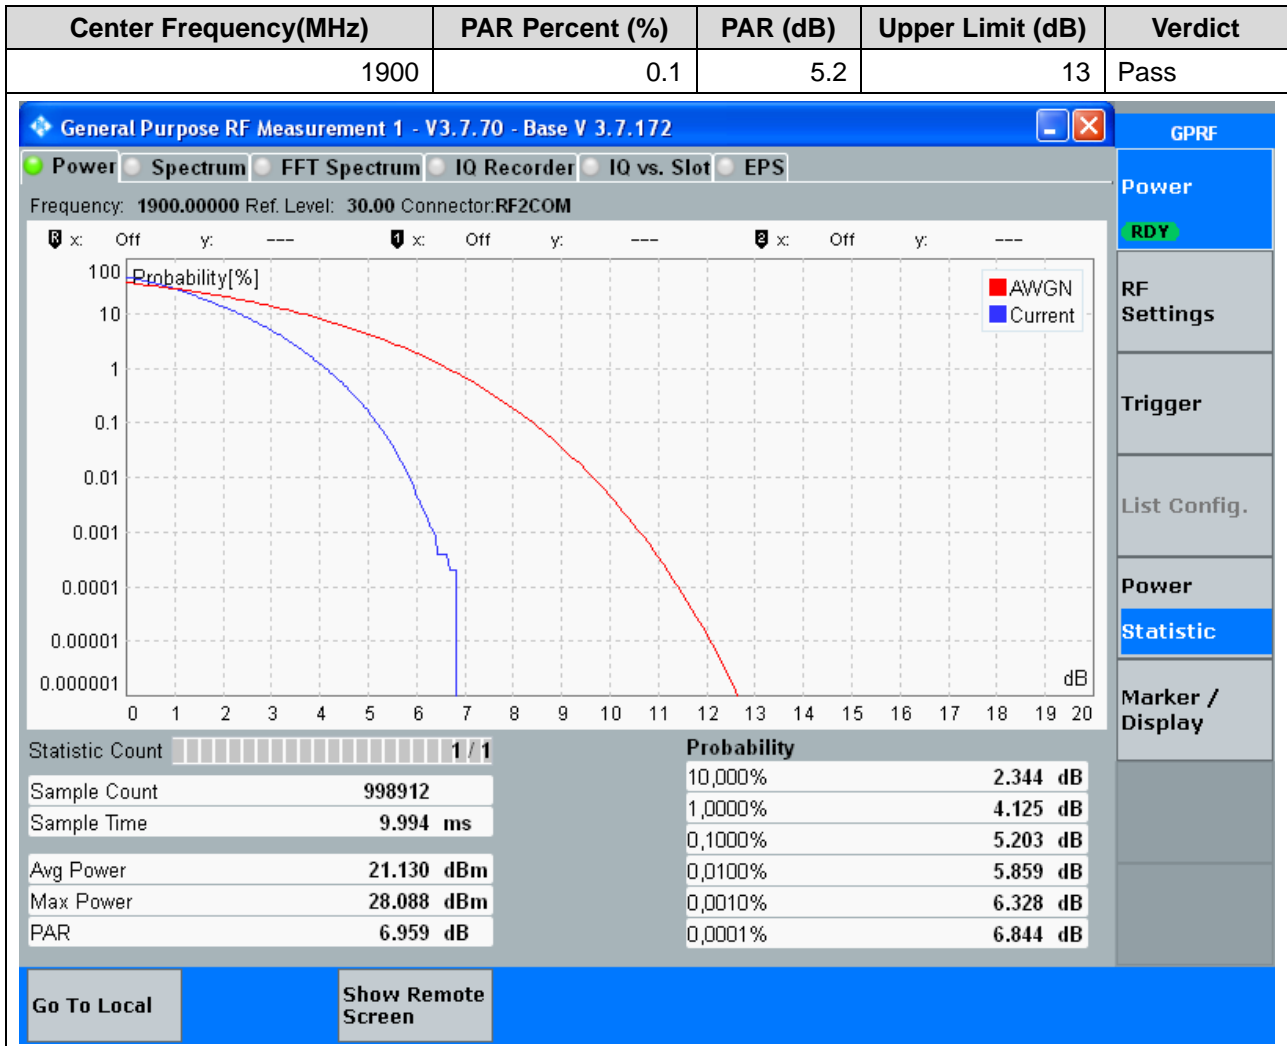 Center Frequency(MHz) PAR Percent (%) PAR (dB) Upper Limit (dB) Verdict
1900 0.1 5.2 13 Pass
General Purpose RF Measurement 1 - V3.7.70 - Base V 3.7.172
GPRF
Power Spectrum FFT Spectrum IQ Recorder IQ vs. Slot EPS
Power
RDY
Frequency: 1900.00000 Ref. Level: 30.00 Connector:RF2COM
R x: Off y: --- 1 x: Off y: --- 2 x: Off y: ---
Probability[%]
AWGN
Current
100
10
1
0.1
0.01
0.001
0.0001
0.00001
0.000001
dB
0 1 2 3 4 5 6 7 8 9 10 11 12 13 14 15 16 17 18 19 20
RF
Settings
Trigger
List Config.
Power
Statistic
Marker /
Display
Statistic Count 1 / 1
Sample Count 998912
Sample Time 9.994 ms
Avg Power 21.130 dBm
Max Power 28.088 dBm
PAR 6.959 dB
Probability
10,000% 2.344 dB
1,0000% 4.125 dB
0,1000% 5.203 dB
0,0100% 5.859 dB
0,0010% 6.328 dB
0,0001% 6.844 dB
Go To Local
Show Remote
Screen